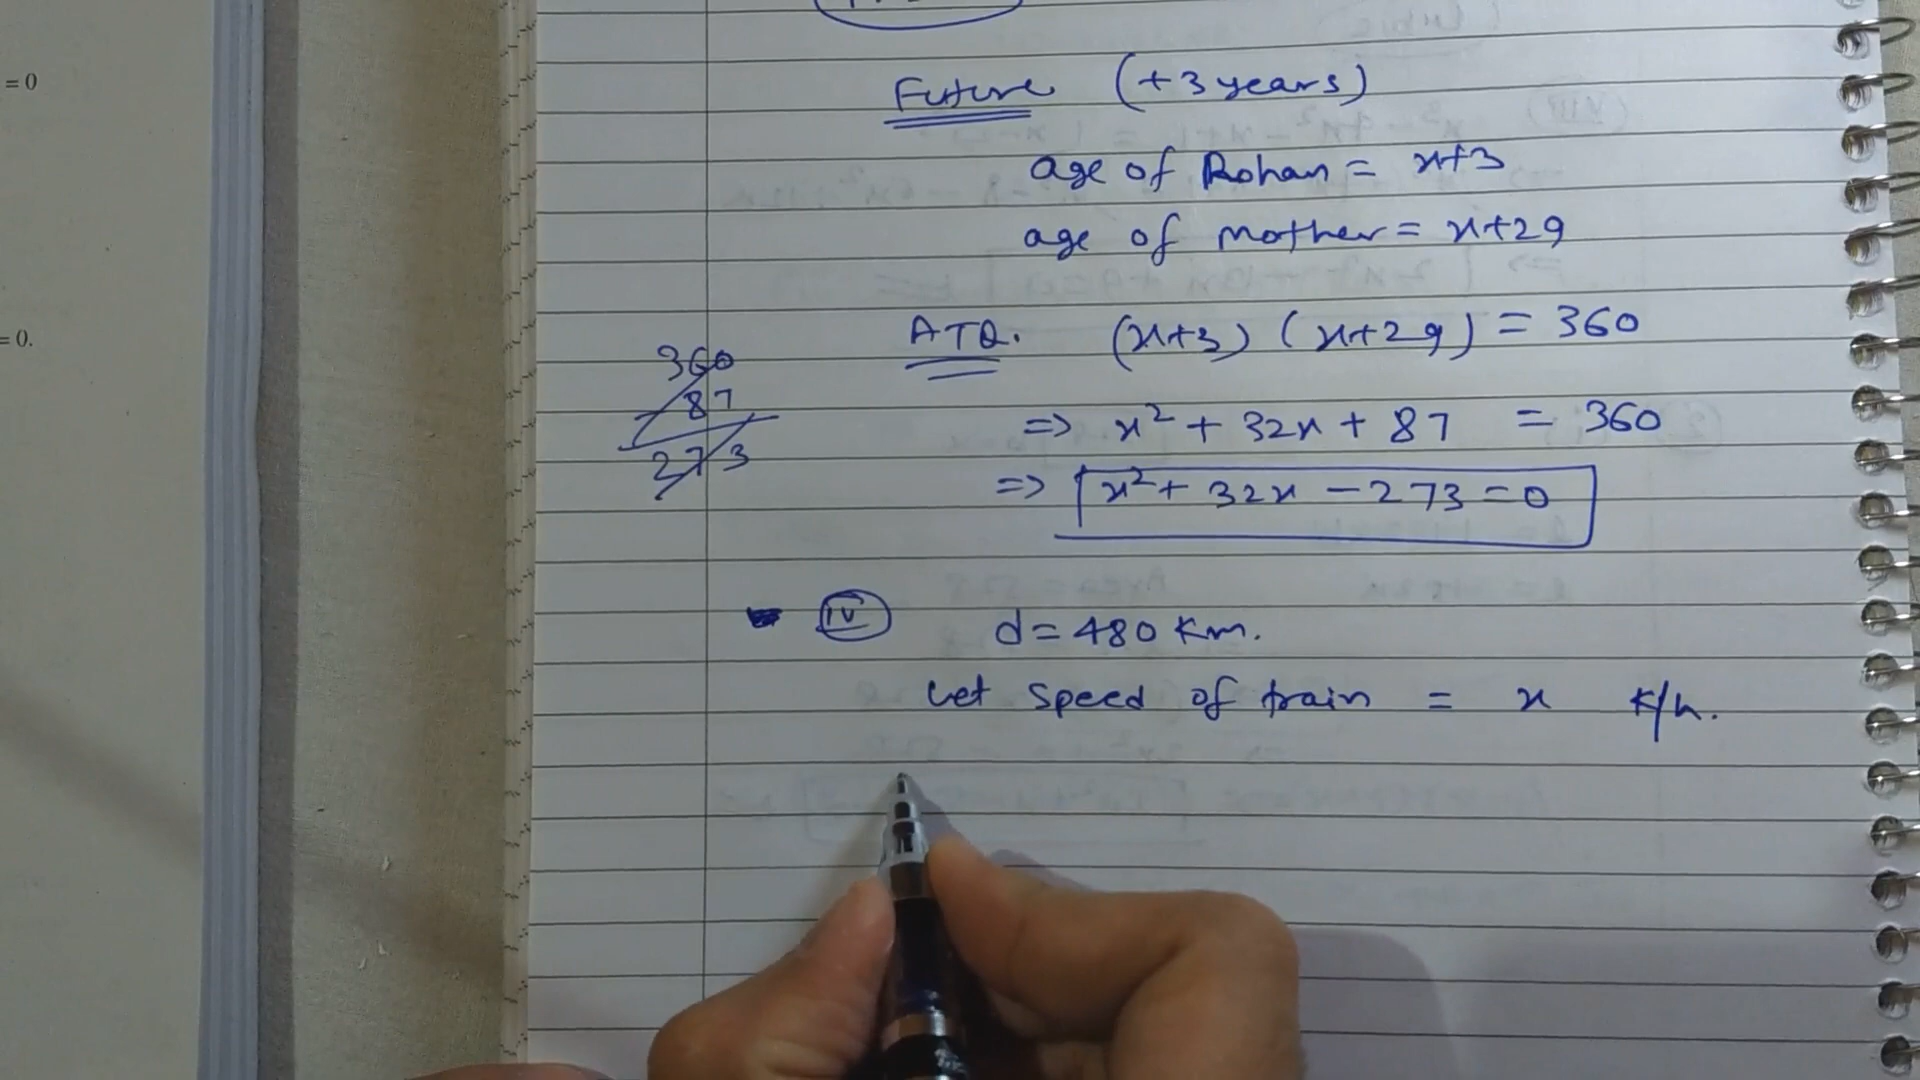 = 0
= 0.
Future (+3 years)
age of Rohan = x+3
age of mother = x+29
ATQ. (x+3) (x+29) = 360
360
87
273
=> x² + 32x + 87 = 360
=> x² + 32x - 273 = 0
IV d = 480 Km.
Let speed of train = x K/h.